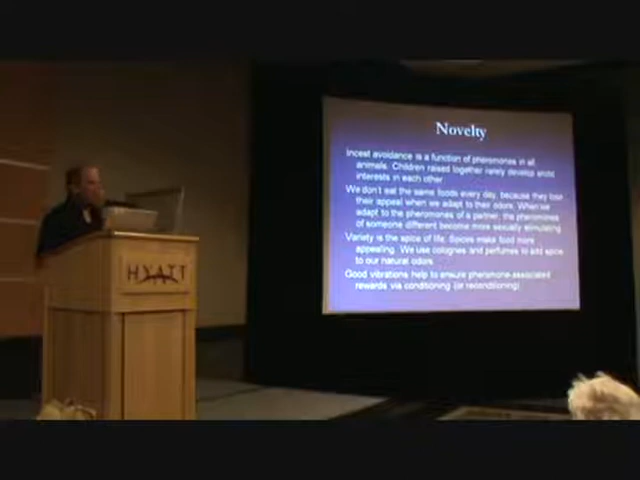 HYATT
Novelty
Incest avoidance is a function of pheromones in all
animals. Children raised together rarely develop erotic
interests in each other
We don't eat the same foods every day, because they lose
their appeal when we adapt to their odors. When we
adapt to the pheromones of a partner, the pheromones
of someone different become more sexually stimulating
Variety is the spice of life. Spices make food more
appealing. We use colognes and perfumes to add spice
to our natural odors
Good vibrations help to ensure pheromone-associated
rewards via conditioning (or reconditioning)